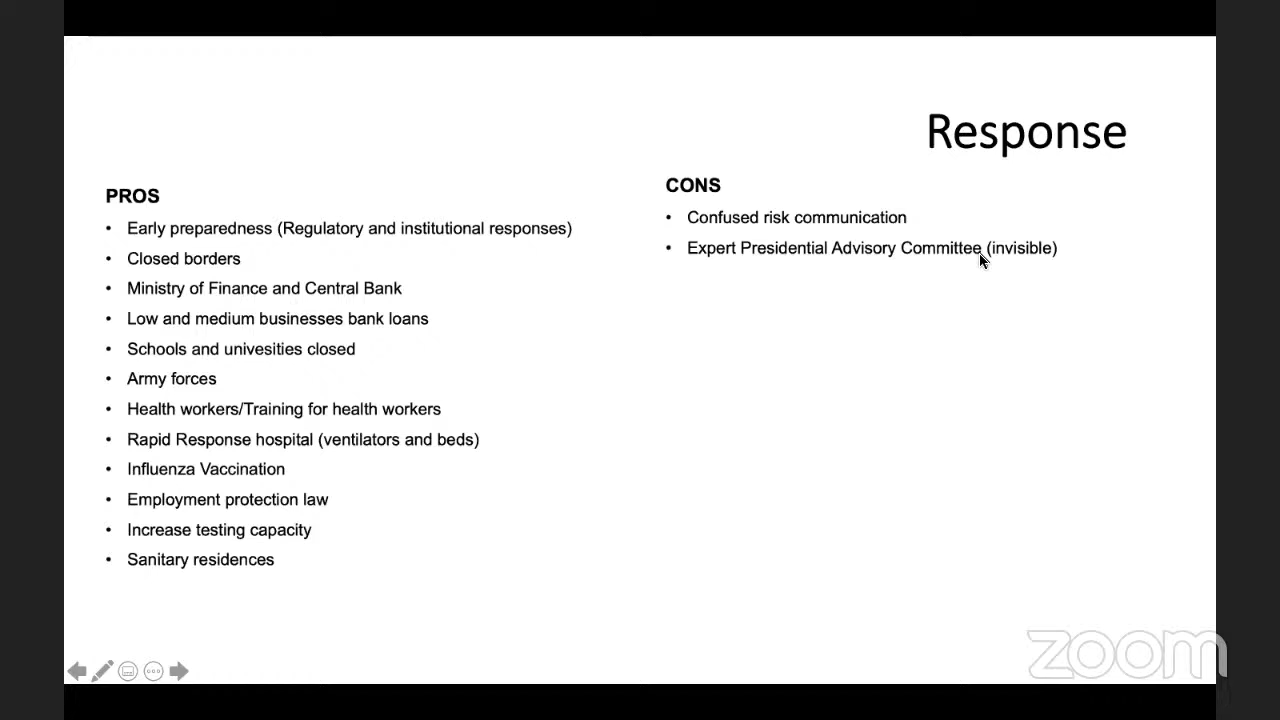 Response
PROS
• Early preparedness (Regulatory and institutional responses)
• Closed borders
• Ministry of Finance and Central Bank
• Low and medium businesses bank loans
• Schools and univesities closed
• Army forces
• Health workers/Training for health workers
• Rapid Response hospital (ventilators and beds)
• Influenza Vaccination
• Employment protection law
• Increase testing capacity
• Sanitary residences
CONS
• Confused risk communication
• Expert Presidential Advisory Committee (invisible)
zoom